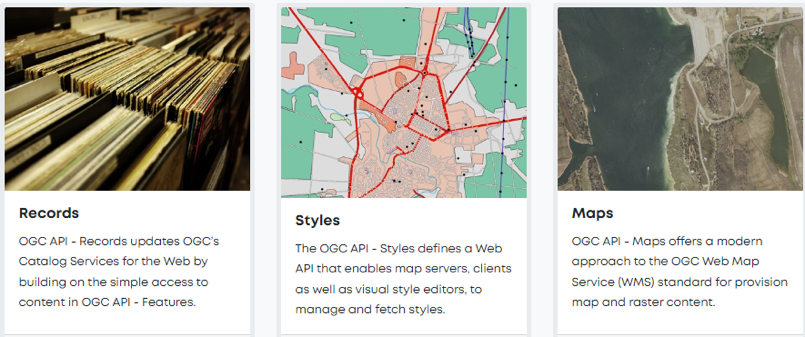 Records
OGC API - Records updates OGC's
Catalog Services for the Web by
building on the simple access to
content in OGC API - Features.
Styles
The OGC API - Styles defines a Web
API that enables map servers, clients
as well as visual style editors, to
manage and fetch styles.
Maps
OGC API - Maps offers a modern
approach to the OGC Web Map
Service (WMS) standard for provision
map and raster content.